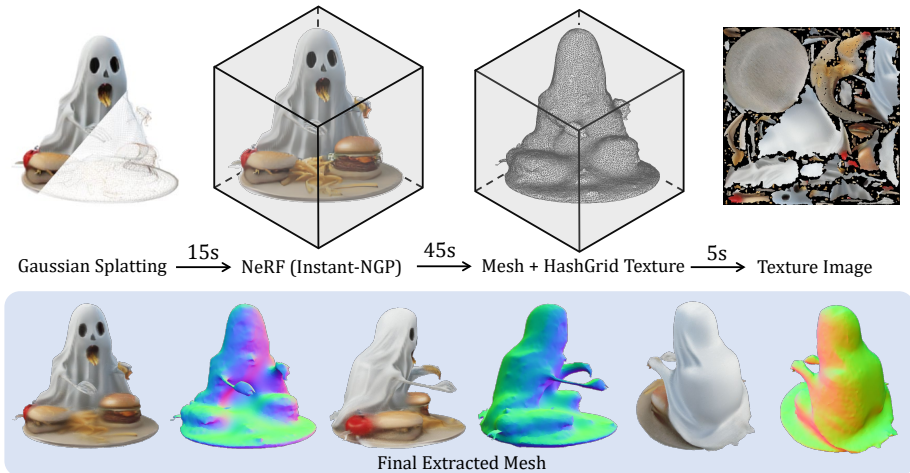 Gaussian Splatting
15s
NeRF (Instant-NGP)
45s
Mesh + HashGrid Texture
5s
Texture Image
Final Extracted Mesh